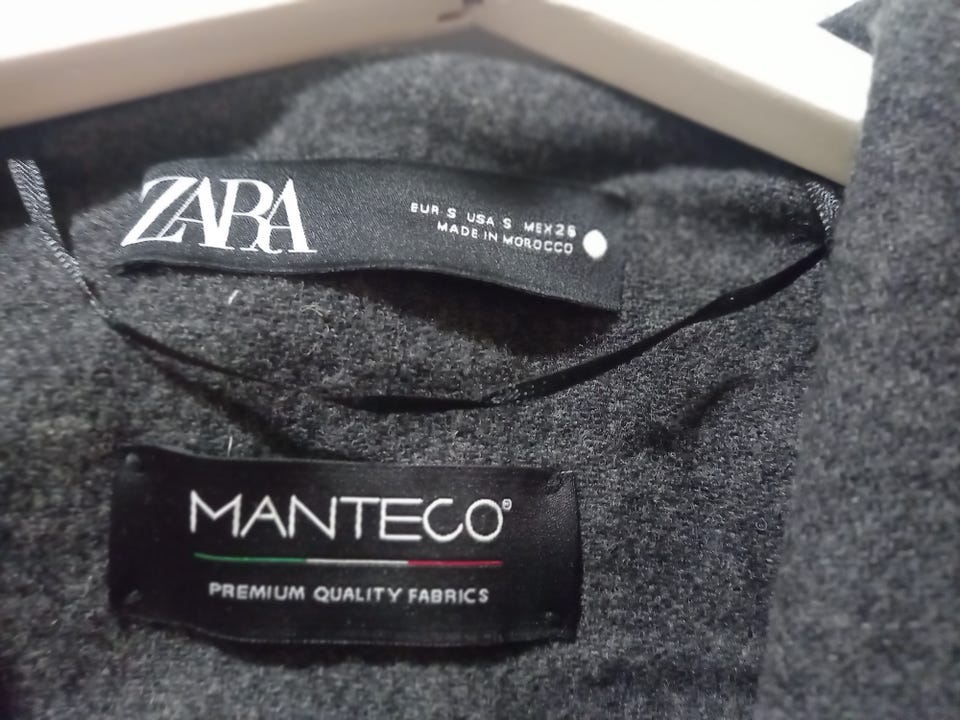 ZARA
EUR S USA S MEX 26
MADE IN MOROCCO
MANTECO®
PREMIUM QUALITY FABRICS